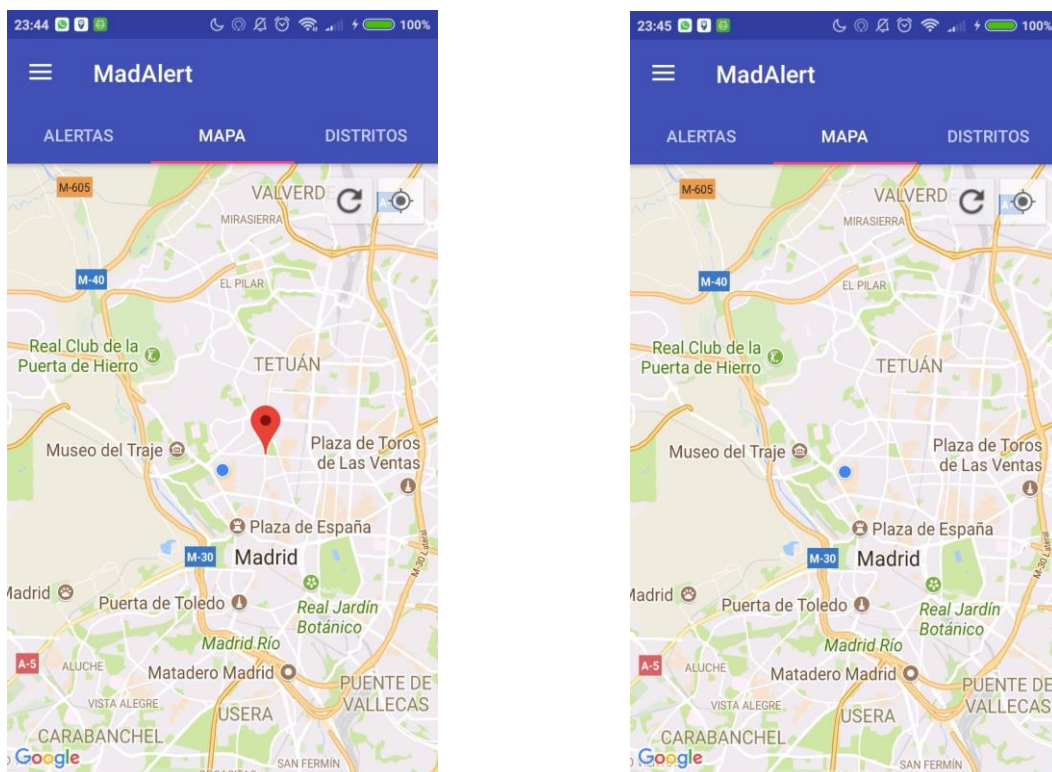 23:44
100%
MadAlert
ALERTAS
MAPA
DISTRITOS
M-605
VALVERDE
MIRASIERRA
M-40
EL PILAR
Real Club de la
Puerta de Hierro
TETUÁN
Museo del Traje
Plaza de Toros
de Las Ventas
Plaza de España
M-30
Madrid
M-30 Lateral
Madrid
Puerta de Toledo
Real Jardín
Botánico
Madrid Río
A-5
ALUCHE
Matadero Madrid
PUENTE DE
VALLECAS
VISTA ALEGRE
USERA
CARABANCHEL
Google
SAN FERMÍN
23:45
100%
MadAlert
ALERTAS
MAPA
DISTRITOS
M-605
VALVERDE
MIRASIERRA
M-40
EL PILAR
Real Club de la
Puerta de Hierro
TETUÁN
Museo del Traje
Plaza de Toros
de Las Ventas
Plaza de España
M-30
Madrid
M-30 Lateral
Madrid
Puerta de Toledo
Real Jardín
Botánico
Madrid Río
A-5
ALUCHE
Matadero Madrid
PUENTE DE
VALLECAS
VISTA ALEGRE
USERA
CARABANCHEL
Google
SAN FERMÍN